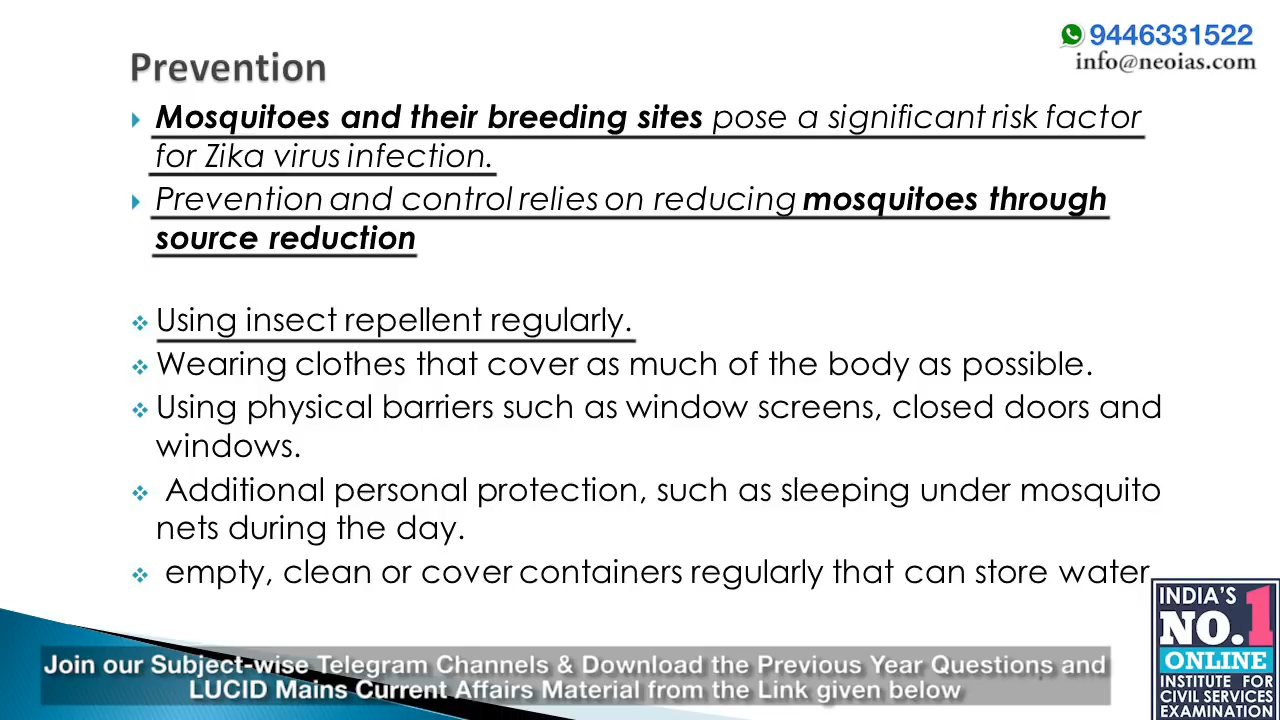 9446331522
info@neoias.com
Prevention
Mosquitoes and their breeding sites pose a significant risk factor
for Zika virus infection.
Prevention and control relies on reducing mosquitoes through
source reduction
Using insect repellent regularly.
Wearing clothes that cover as much of the body as possible.
Using physical barriers such as window screens, closed doors and
windows.
Additional personal protection, such as sleeping under mosquito
nets during the day.
empty, clean or cover containers regularly that can store water
INDIA'S
NO.1
ONLINE
INSTITUTE FOR
CIVIL SERVICES
EXAMINATION
Join our Subject-wise Telegram Channels & Download the Previous Year Questions and
LUCID Mains Current Affairs Material from the Link given below